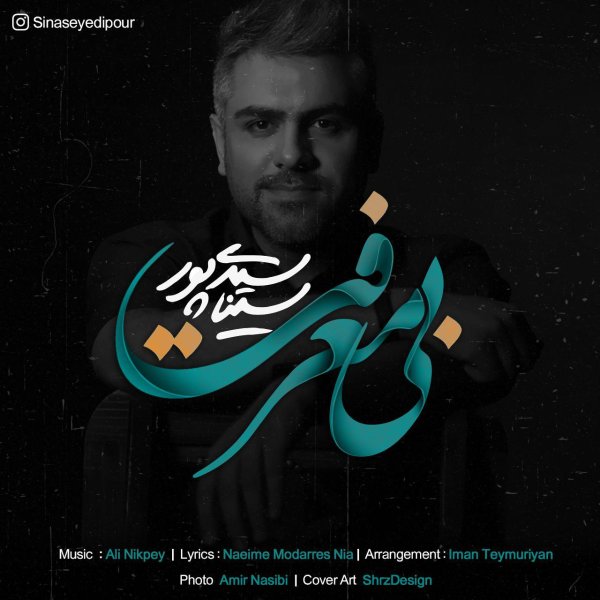 Sinaseyedipour
سینا سیدی پور
بی معرفت
Music : Ali Nikpey | Lyrics : Naeime Modarres Nia | Arrangement : Iman Teymuriyan
Photo Amir Nasibi | Cover Art ShrzDesign